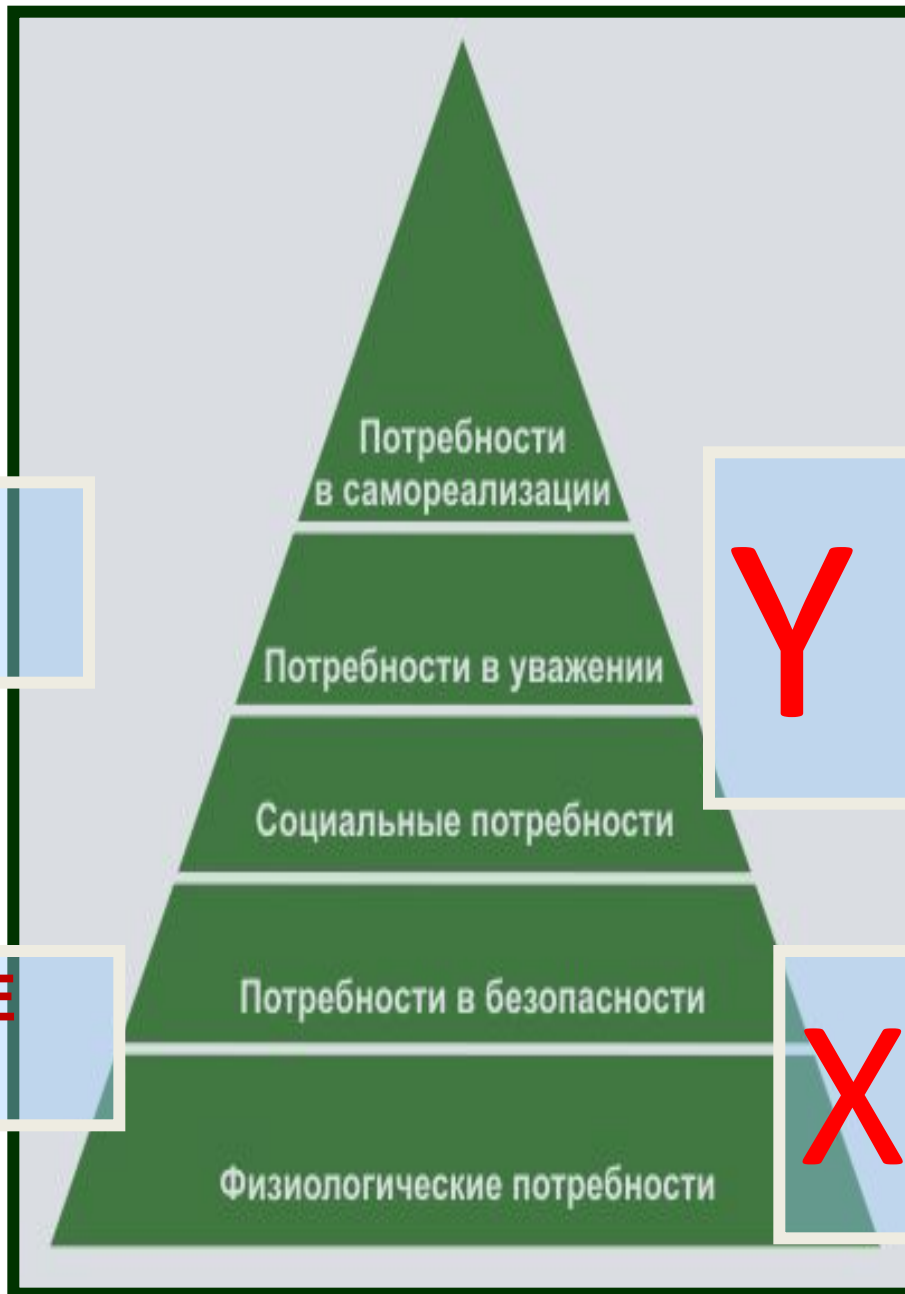 Потребности
в самореализации
Y
Потребности в уважении
Социальные потребности
Е
Потребности в безопасности
X
Физиологические потребности